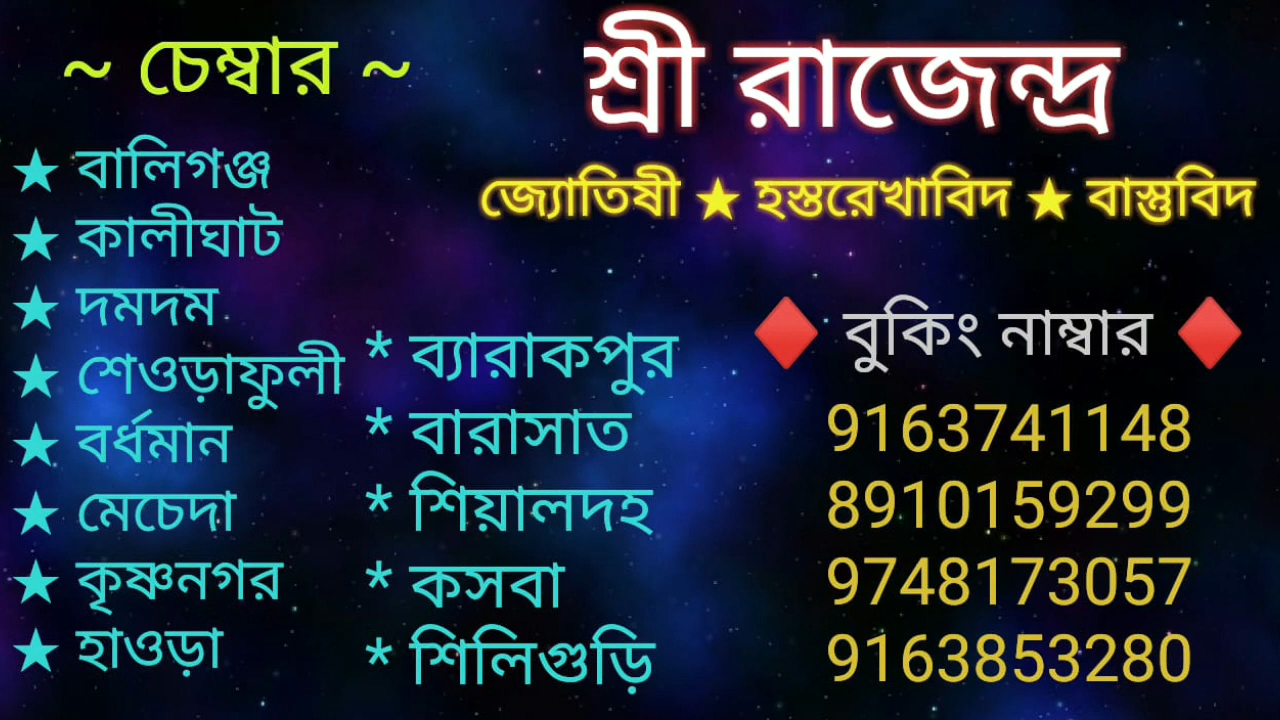 ~ চেম্বার ~
★ বালিগঞ্জ
★ কালীঘাট
★ দমদম
★ শেওড়াফুলী
★ বর্ধমান
★ মেচেদা
★ কৃষ্ণনগর
★ হাওড়া
* ব্যারাকপুর
* বারাসাত
* শিয়ালদহ
* কসবা
* শিলিগুড়ি
শ্রী রাজেন্দ্র
জ্যোতিষী ★ হস্তরেখাবিদ ★ বাস্তুবিদ
♦ বুকিং নাম্বার ♦
9163741148
8910159299
9748173057
9163853280